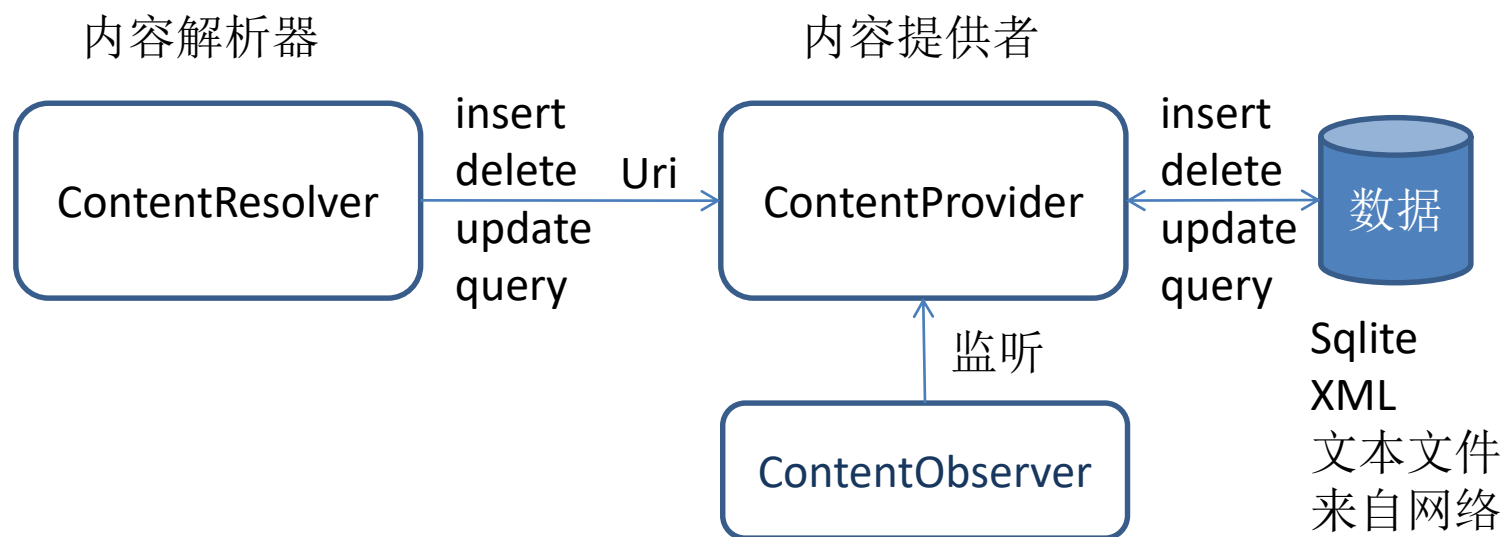 内容解析器
内容提供者
ContentResolver
insert
delete
update
query
Uri
ContentProvider
insert
delete
update
query
数据
Sqlite
XML
文本文件
来自网络
监听
ContentObserver